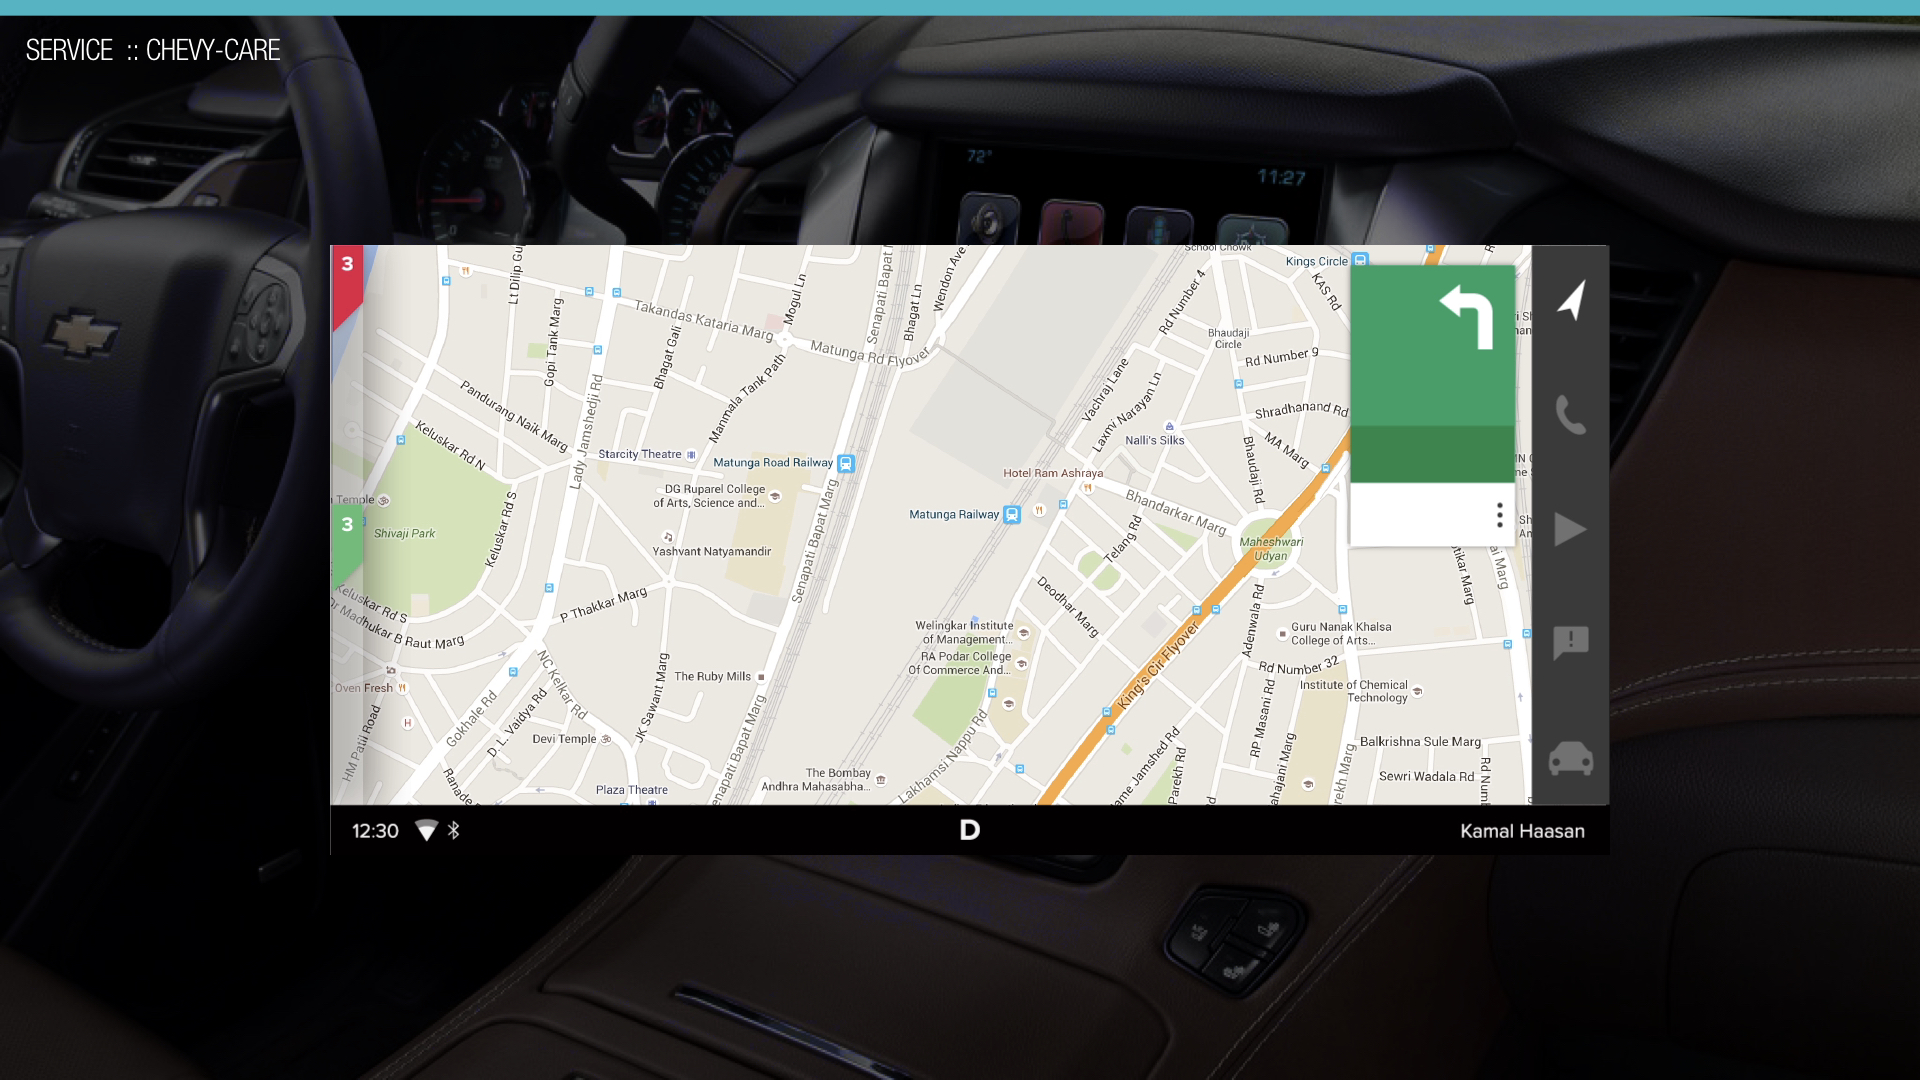 SERVICE :: CHEVY-CARE
72°
11:27
3
3
School Chowk
Kings Circle
Lt Dilip Gu
Mogul Ln
Senapati Bapat
Bhagat Ln
Wendon Ave
Rd Number 4
KAS Rd
Takandas Kataria Marg
Matunga Rd Flyover
Gopi Tank Marg
Bhagat Gali
Bhaudaji
Circle
Rd Number 9
Manmala Tank Path
Vachraj Lane
Laxmi Narayan Ln
Pandurang Naik Marg
Lady Jamshedji Rd
Shradhanand Rd
Keluskar Rd N
Starcity Theatre
Matunga Road Railway
Nalli's Silks
MA Marg
Bhaudaji Rd
Hotel Ram Ashraya
Temple
DG Ruparel College
of Arts, Science and...
Keluskar Rd S
Senapati Bapat Marg
Matunga Railway
Bhandarkar Marg
Shivaji Park
Telang Rd
Maheshwari
Udyan
Yashvant Natyamandir
Keluskar Rd S
Madhukar B Raut Marg
P Thakkar Marg
Deodhar Marg
Adenwala Rd
Welingkar Institute
of Management...
Guru Nanak Khalsa
College of Arts...
RA Podar College
Of Commerce And...
King's Cir Flyover
Rd Number 32
NC Kelkar Rd
JK Sawant Marg
The Ruby Mills
Institute of Chemical
Technology
Oven Fresh
H
HM Patil Road
Gokhale Rd
D. L. Vaidya Rd
Devi Temple
Senapati Bapat Marg
Lakhamsi Nappu Rd
RP Masani Rd
Balkrishna Sule Marg
The Bombay
Andhra Mahasabha...
Parekh Rd
Sewri Wadala Rd
Ranade
Plaza Theatre
ame Jamshed Rd
ahajani Marg
rekh Marg
Rd Numb
12:30
D
Kamal Haasan